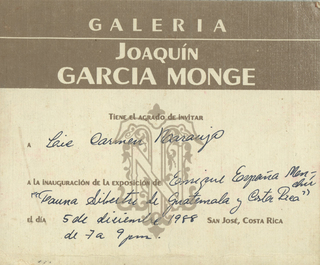 GALERIA
JOAQUÍN
GARCIA MONGE
TIENE EL AGRADO DE INVITAR
A Carmen Naranjo
A LA INAUGURACIÓN DE LA EXPOSICIÓN DE Enrique España Men-
"Fauna Silvestre de Guatemala y Costa Rica"
EL DÍA 5 de diciembre 1988 SAN JOSÉ, COSTA RICA
de 7 a 9 pm.